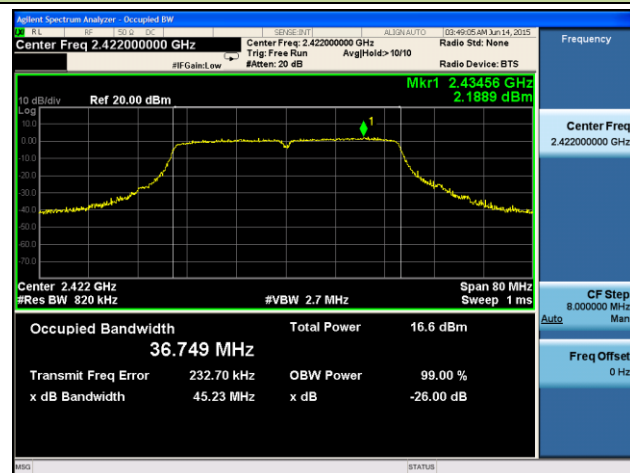 Agilent Spectrum Analyzer - Occupied BW
RL RF 50 Ω DC SENSE:INT ALIGN AUTO 03:49:05 AM Jun 14, 2015
Center Freq 2.422000000 GHz Center Freq: 2.422000000 GHz Radio Std: None
Trig: Free Run Avg|Hold:> 10/10
#IFGain:Low #Atten: 20 dB Radio Device: BTS
Mkr1 2.43456 GHz
10 dB/div Ref 20.00 dBm 2.1889 dBm
Log
10.0
0.00
-10.0
-20.0
-30.0
-40.0
-50.0
-60.0
-70.0
1
Center 2.422 GHz Span 80 MHz
#Res BW 820 kHz #VBW 2.7 MHz Sweep 1 ms
Occupied Bandwidth Total Power 16.6 dBm
36.749 MHz
Transmit Freq Error 232.70 kHz OBW Power 99.00 %
x dB Bandwidth 45.23 MHz x dB -26.00 dB
MSG STATUS
Frequency
Center Freq
2.422000000 GHz
CF Step
8.000000 MHz
Auto Man
Freq Offset
0 Hz